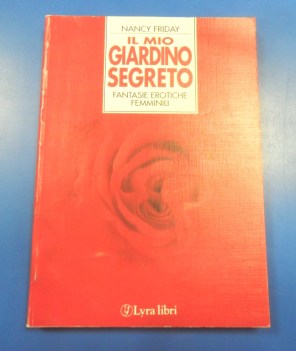 NANCY FRIDAY
IL MIO
GIARDINO
SEGRETO
FANTASIE EROTICHE
FEMMINILI
Lyra libri